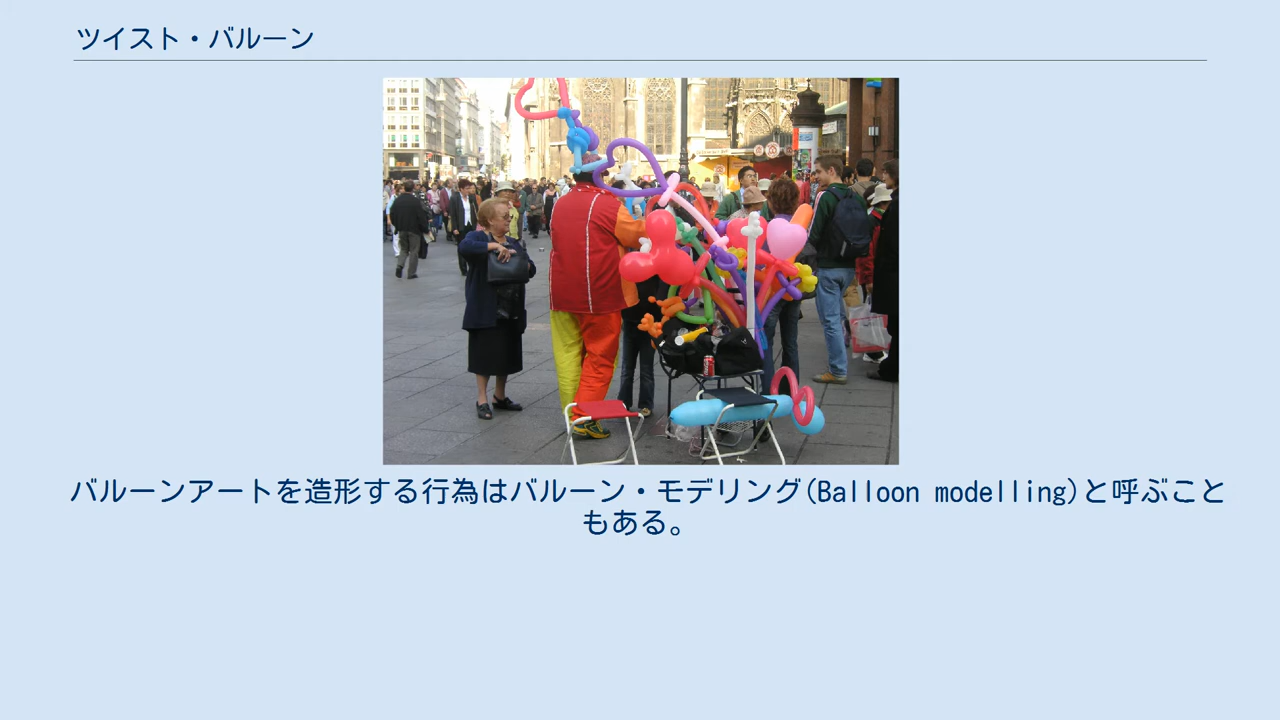 ツイスト・バルーン
バルーンアートを造形する行為はバルーン・モデリング(Balloon modelling)と呼ぶこと
もある。